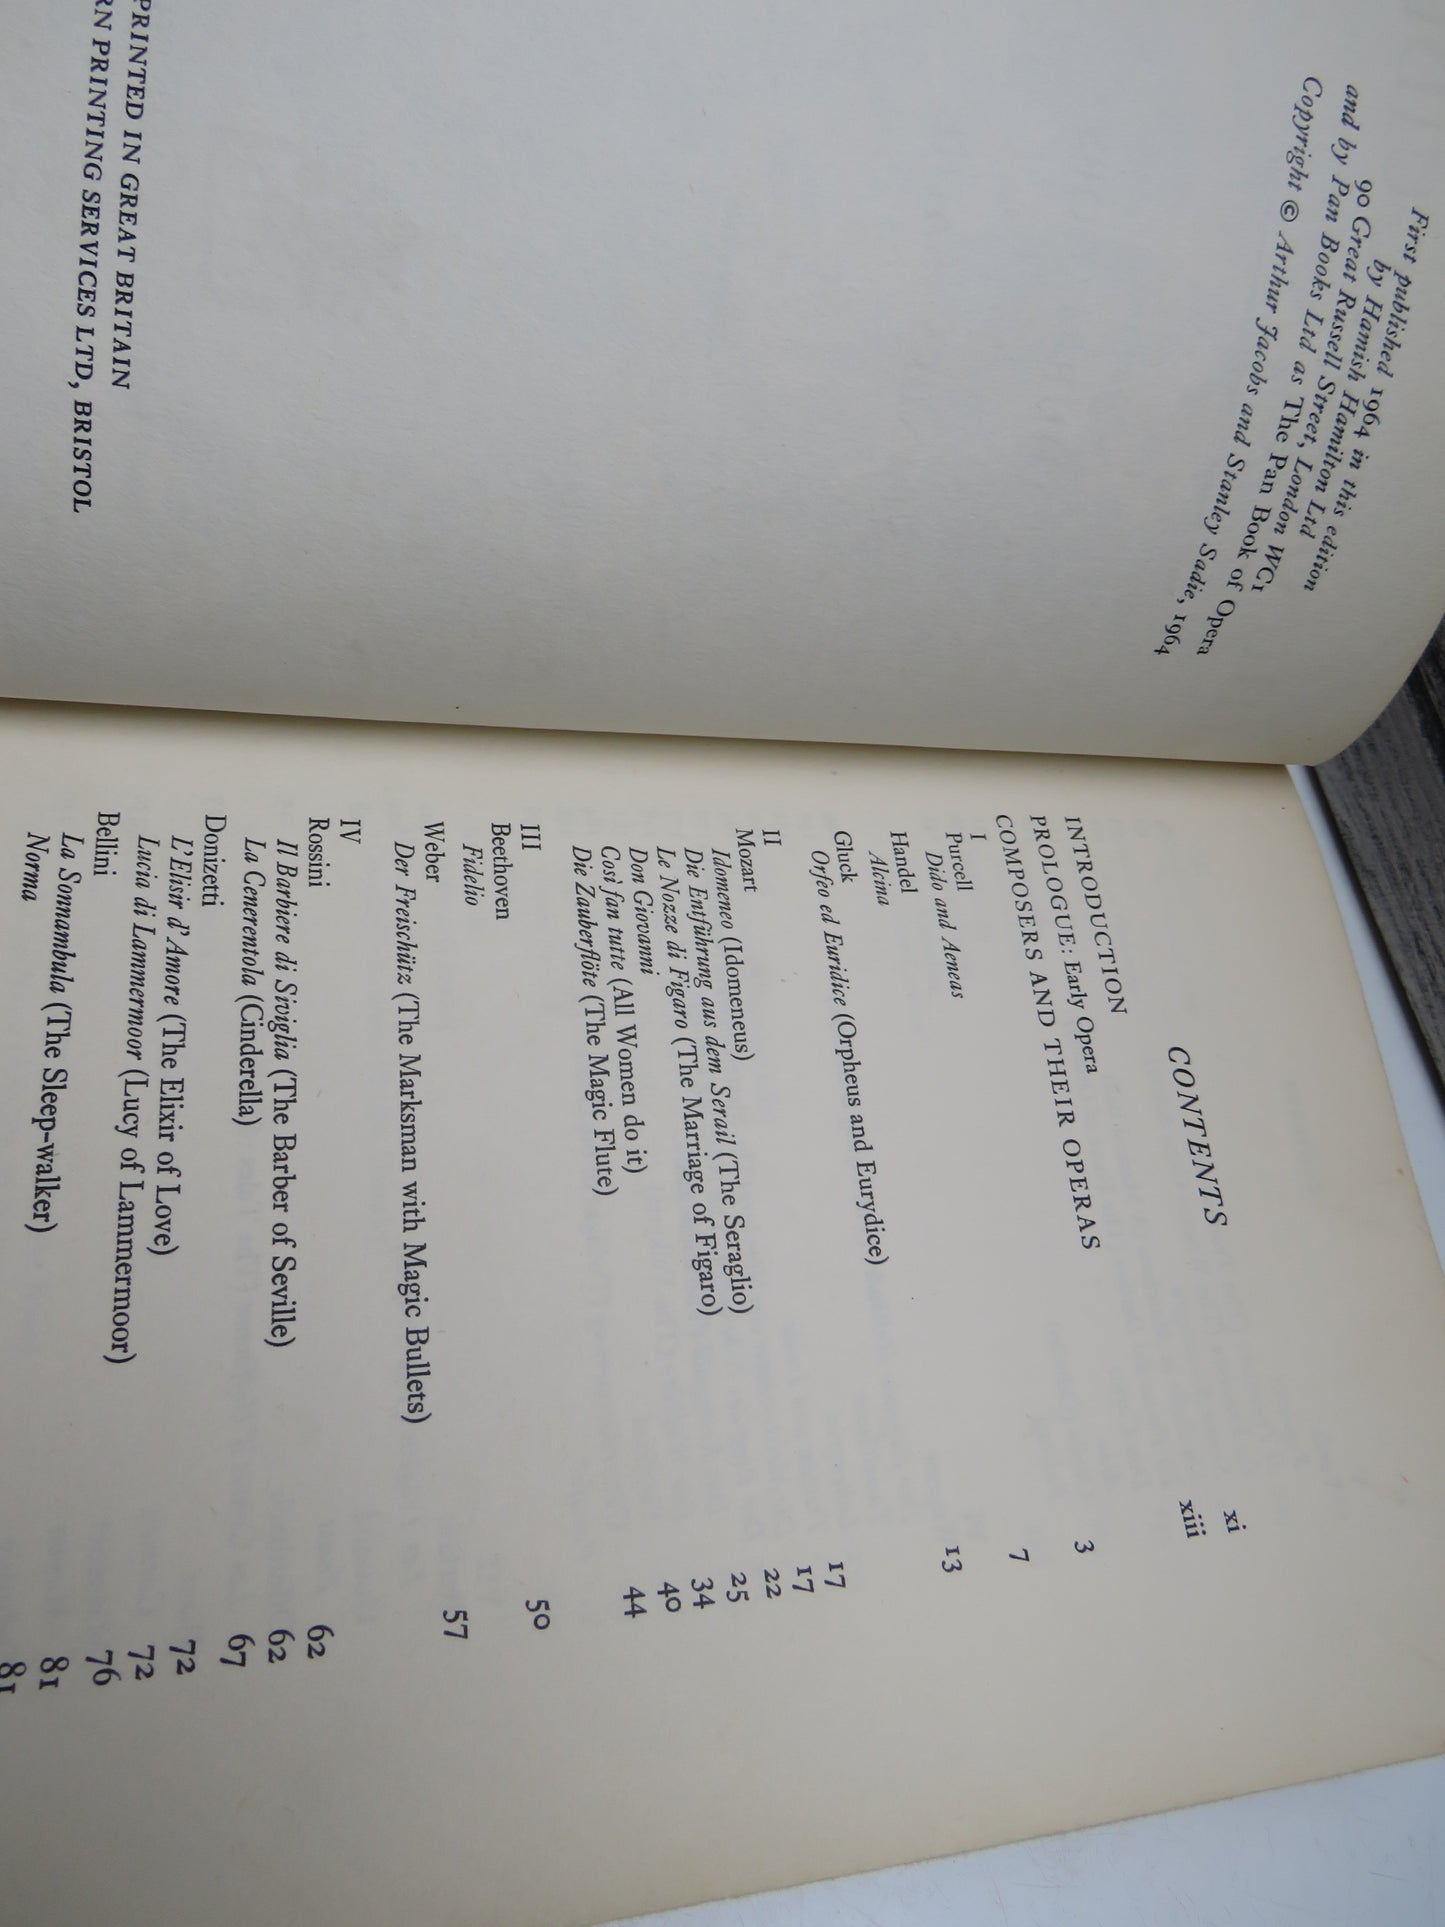 First published 1964 in this edition
by Hamish Hamilton Ltd
90 Great Russell Street, London WC1
and by Pan Books Ltd as The Pan Book of Opera
Copyright © Arthur Jacobs and Stanley Sadie, 1964
PRINTED IN GREAT BRITAIN
PRINTING SERVICES LTD, BRISTOL
CONTENTS
INTRODUCTION xi
PROLOGUE: Early Opera xiii
COMPOSERS AND THEIR OPERAS
I
Purcell 3
Dido and Aeneas
Handel 7
Alcina
Gluck 13
Orfeo ed Euridice (Orpheus and Eurydice)
II
Mozart 17
Idomeneo (Idomeneus) 17
Die Entführung aus dem Serail (The Seraglio) 22
Le Nozze di Figaro (The Marriage of Figaro) 25
Don Giovanni 34
Così fan tutte (All Women do it) 40
Die Zauberflöte (The Magic Flute) 44
III
Beethoven 50
Fidelio
Weber 57
Der Freischütz (The Marksman with Magic Bullets)
IV
Rossini 62
Il Barbiere di Siviglia (The Barber of Seville) 62
La Cenerentola (Cinderella) 67
Donizetti 72
L'Elisir d'Amore (The Elixir of Love) 72
Lucia di Lammermoor (Lucy of Lammermoor) 76
Bellini 81
La Sonnambula (The Sleep-walker) 81
Norma